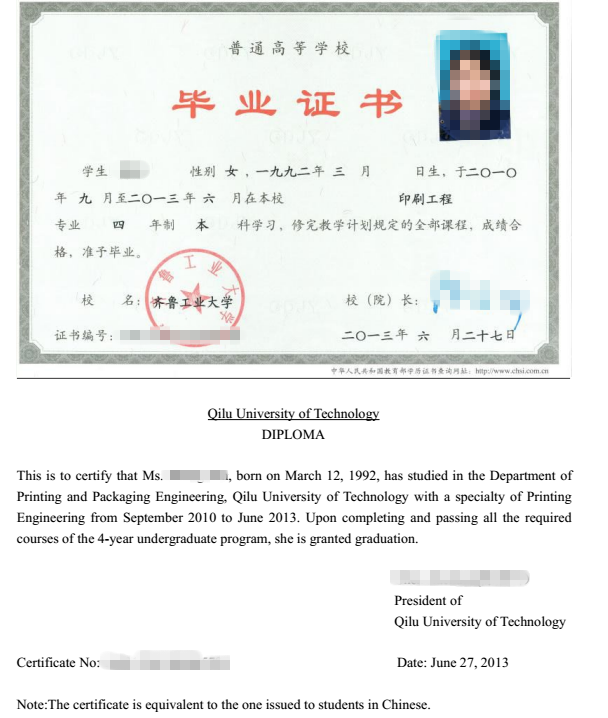 普通高等学校
毕业证书
学生 性别 女，一九九二年 三 月 日生，于二〇一〇
年 九 月至二〇一三年 六 月在本校 印刷工程
专业 四 年制 本 科学习，修完教学计划规定的全部课程，成绩合
格，准予毕业。
校 名：齐鲁工业大学 校（院）长：
鲁工业大学
证书编号： 二〇一三年 六 月二十七日
中华人民共和国教育部学历证书查询网址：http://www.chsi.com.cn
Qilu University of Technology
DIPLOMA
This is to certify that Ms. , born on March 12, 1992, has studied in the Department of
Printing and Packaging Engineering, Qilu University of Technology with a specialty of Printing
Engineering from September 2010 to June 2013. Upon completing and passing all the required
courses of the 4-year undergraduate program, she is granted graduation.
President of
Qilu University of Technology
Certificate No: Date: June 27, 2013
Note:The certificate is equivalent to the one issued to students in Chinese.